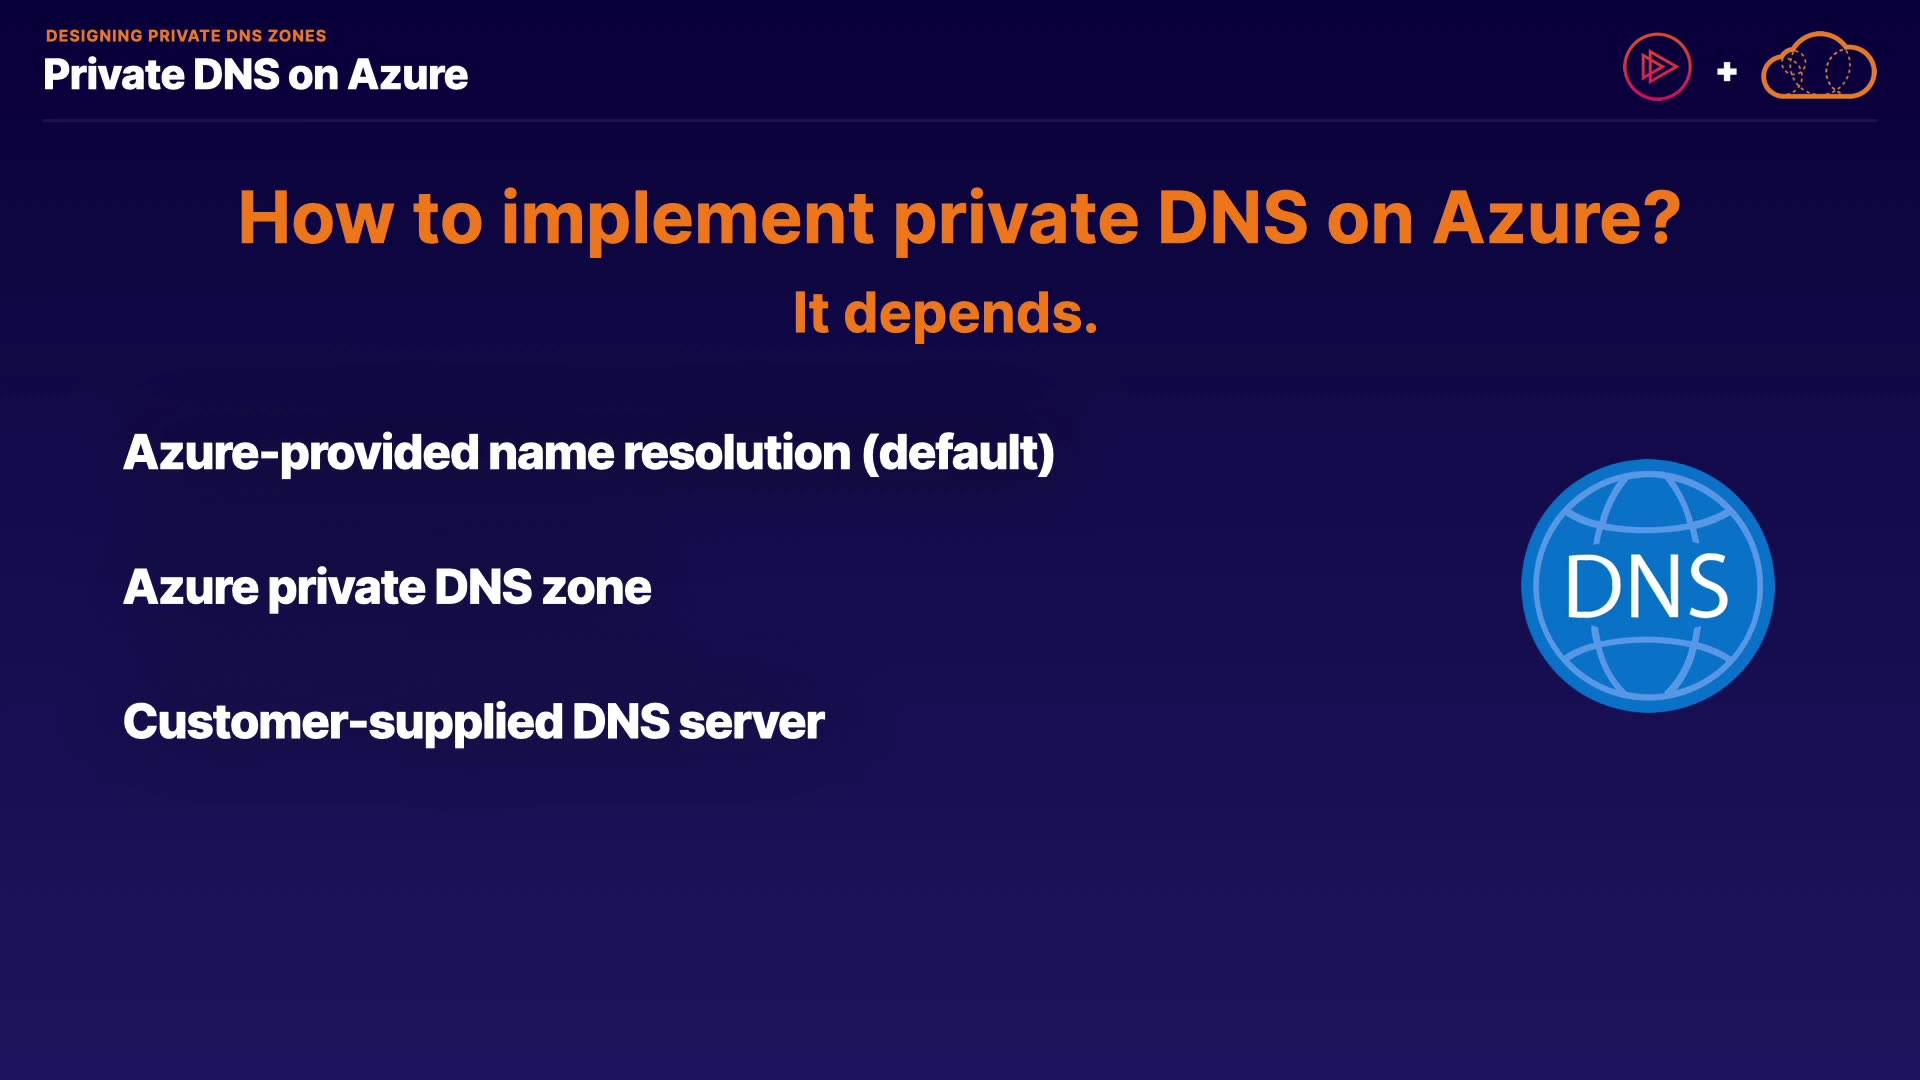 DESIGNING PRIVATE DNS ZONES
Private DNS on Azure
+
How to implement private DNS on Azure?
It depends.
Azure-provided name resolution (default)
Azure private DNS zone
DNS
Customer-supplied DNS server